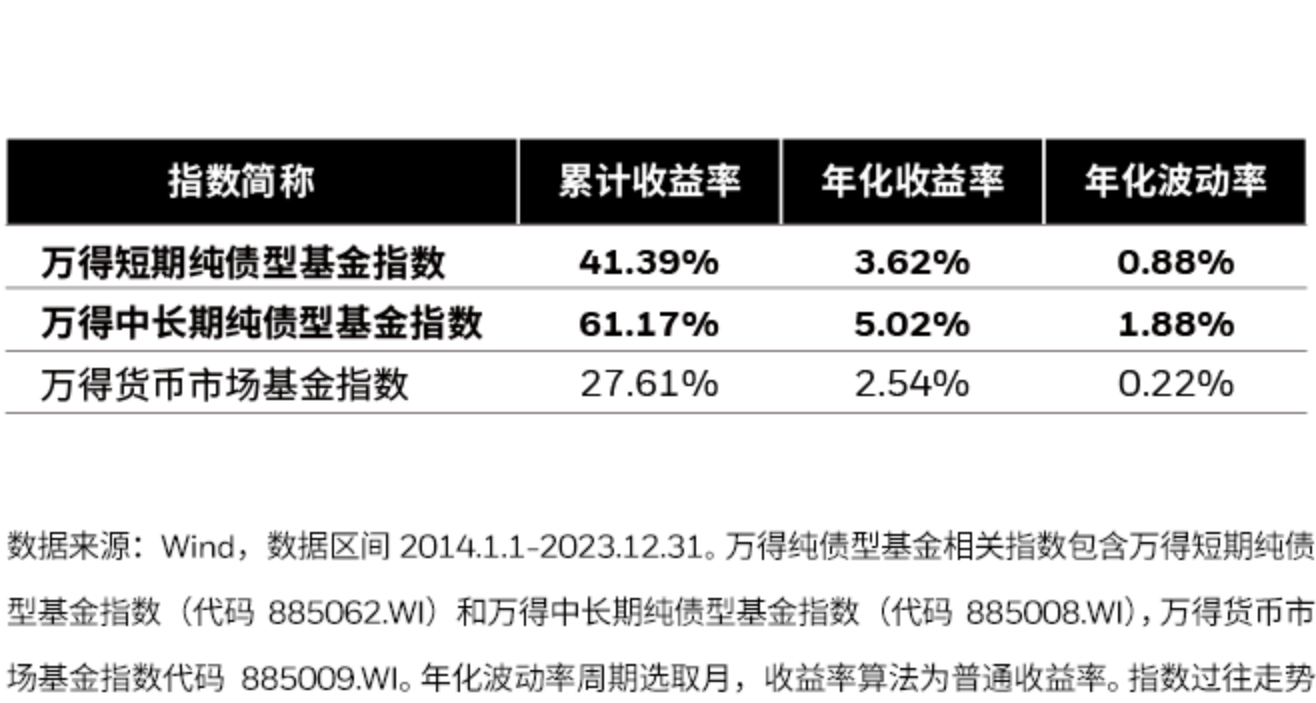 指数简称 累计收益率 年化收益率 年化波动率
万得短期纯债型基金指数 41.39% 3.62% 0.88%
万得中长期纯债型基金指数 61.17% 5.02% 1.88%
万得货币市场基金指数 27.61% 2.54% 0.22%
数据来源：Wind，数据区间 2014.1.1-2023.12.31。万得纯债型基金相关指数包含万得短期纯债
型基金指数（代码 885062.WI）和万得中长期纯债型基金指数（代码 885008.WI），万得货币市
场基金指数代码 885009.WI。年化波动率周期选取月，收益率算法为普通收益率。指数过往走势